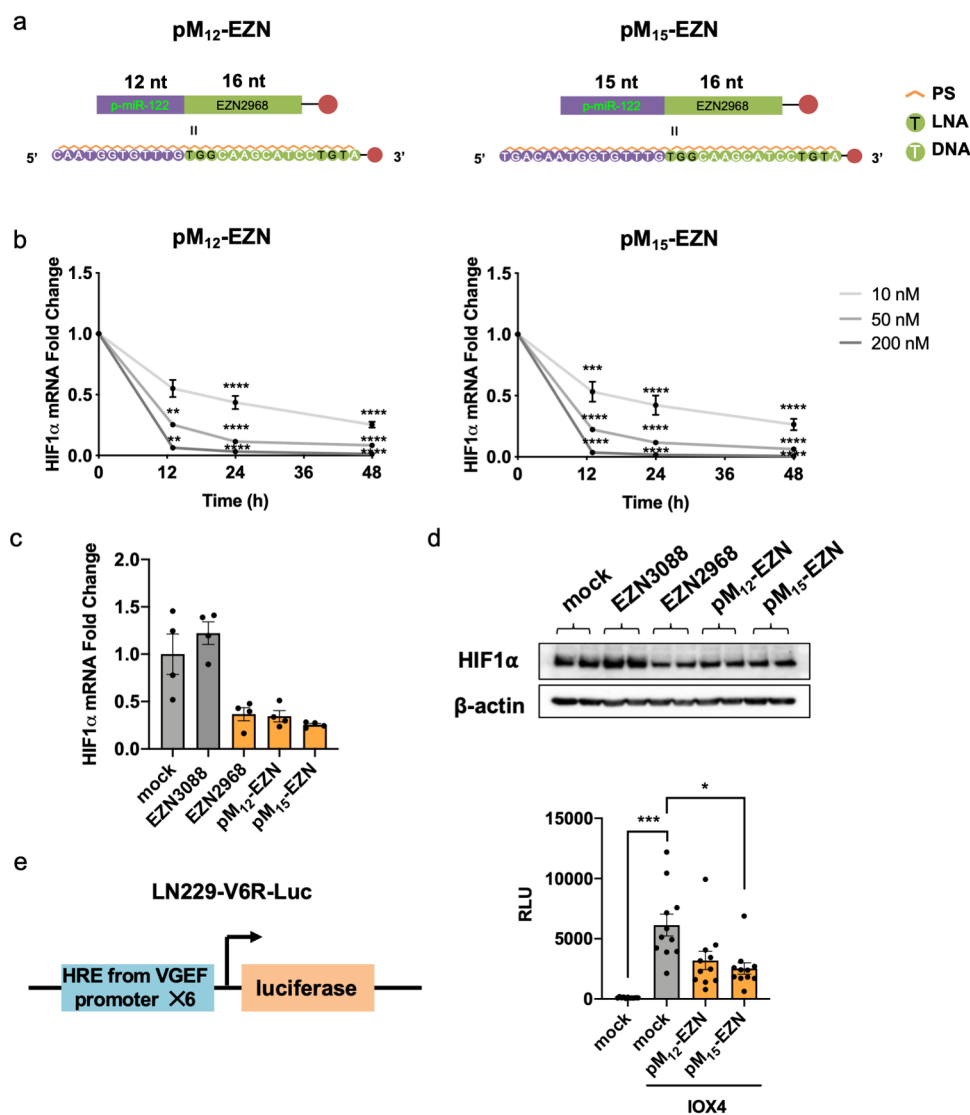 a
pM12-EZN
12 nt 16 nt
p-miR-122 EZN2968
=
5' CAATGGTGTTTGTGGCAAGCATCCTGTA 3'
pM15-EZN
15 nt 16 nt
p-miR-122 EZN2968
=
5' TGACAATGGTGTTTGTGGCAAGCATCCTGTA 3'
PS
T LNA
T DNA
b
pM12-EZN
HIF1α mRNA Fold Change
1.5
1.0
0.5
0.0
**
**
****
****
****
****
****
0 12 24 36 48
Time (h)
pM15-EZN
HIF1α mRNA Fold Change
1.5
1.0
0.5
0.0
***
****
****
****
****
****
****
****
****
0 12 24 36 48
Time (h)
10 nM
50 nM
200 nM
c
HIF1α mRNA Fold Change
2.0
1.5
1.0
0.5
0.0
mock
EZN3088
EZN2968
pM12-EZN
pM15-EZN
d
mock
EZN3088
EZN2968
pM12-EZN
pM15-EZN
HIF1α
β-actin
e
LN229-V6R-Luc
HRE from VGEF
promoter ×6
luciferase
RLU
15000
10000
5000
0
***
*
mock
mock
pM12-EZN
pM15-EZN
IOX4